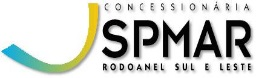 CONCESSIONÁRIA
SPMAR
RODOANEL SUL E LESTE